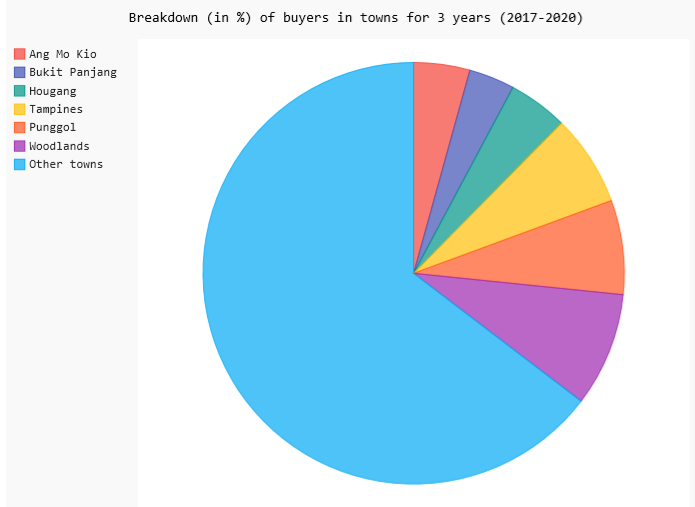 Breakdown (in %) of buyers in towns for 3 years (2017-2020)
Ang Mo Kio
Bukit Panjang
Hougang
Tampines
Punggol
Woodlands
Other towns